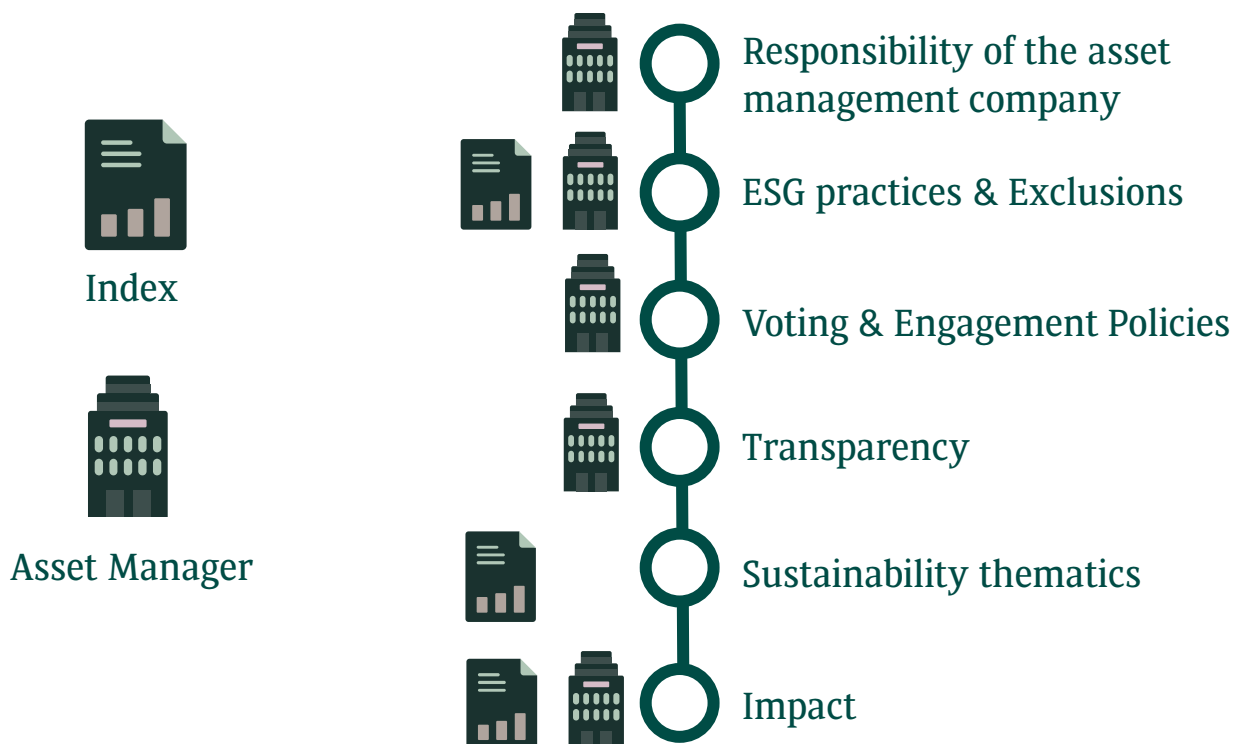 Index
Asset Manager
Responsibility of the asset
management company
ESG practices & Exclusions
Voting & Engagement Policies
Transparency
Sustainability thematics
Impact